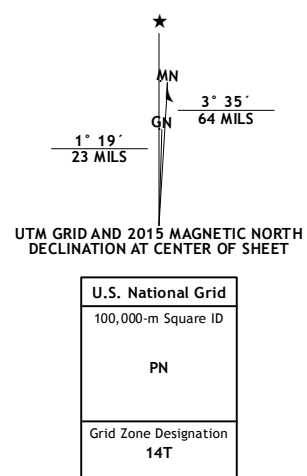 ★
MN
3° 35´
64 MILS
GN
1° 19´
23 MILS
UTM GRID AND 2015 MAGNETIC NORTH
DECLINATION AT CENTER OF SHEET
U.S. National Grid
100,000-m Square ID
PN
Grid Zone Designation
14T